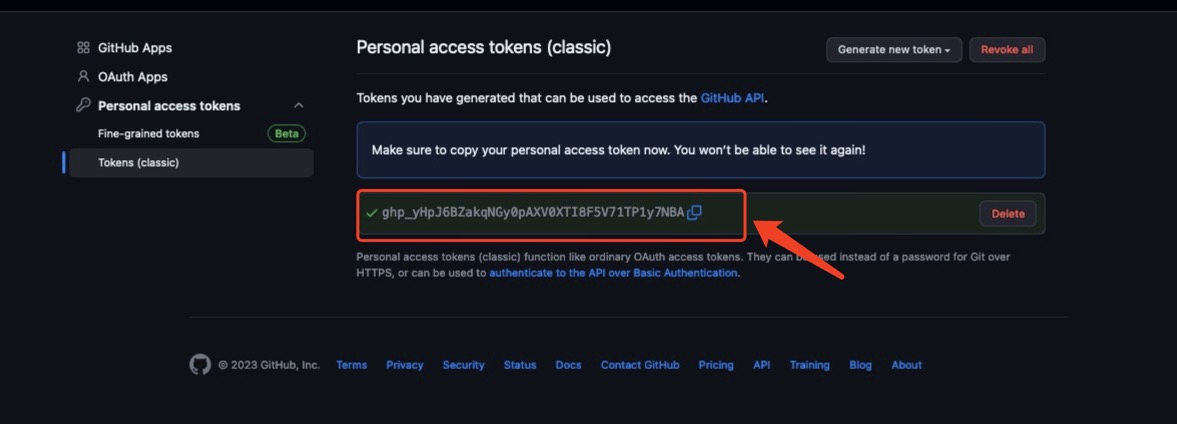 GitHub Apps
OAuth Apps
Personal access tokens
Fine-grained tokens
Beta
Tokens (classic)
Personal access tokens (classic)
Generate new token
Revoke all
Tokens you have generated that can be used to access the GitHub API.
Make sure to copy your personal access token now. You won’t be able to see it again!
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
Delete
Personal access tokens (classic) function like ordinary OAuth access tokens. They can instead of a password for Git over
HTTPS, or can be used to authenticate to the API over Basic Authentication.
© 2023 GitHub, Inc.
Terms
Privacy
Security
Status
Docs
Contact GitHub
Pricing
API
Training
Blog
About